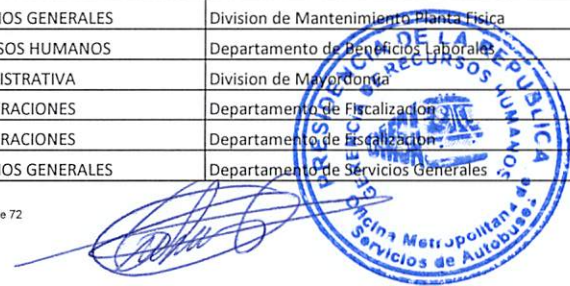 IOS GENERALES Division de Mantenimiento Planta Fisica
SOS HUMANOS Departamento de Beneficios Laborales
ISTRATIVA Division de Mayordomia
RACIONES Departamento de Fiscalizacion
RACIONES Departamento de Fiscalizacion
IOS GENERALES Departamento de Servicios Generales
e 72
PRESIDENCIA DE LA REPUBLICA
GERENCIA DE RECURSOS HUMANOS
Oficina Metropolitana de
Servicios de Autobuses